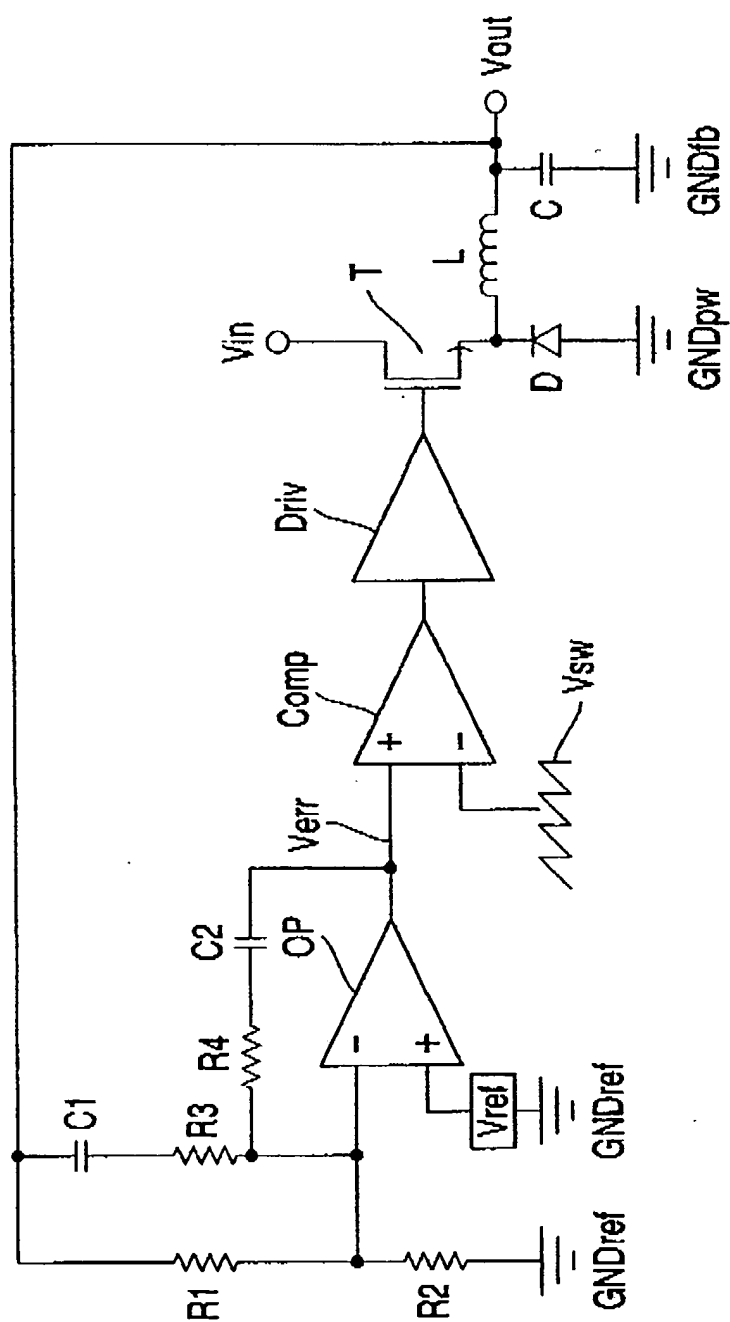 Vin
T
Driv
L
Vout
Comp
D
C
GNDpw
GNDfb
Verr
+
-
Vsw
C2
OP
R4
C1
R3
-
+
Vref
GNDref
R1
R2
GNDref